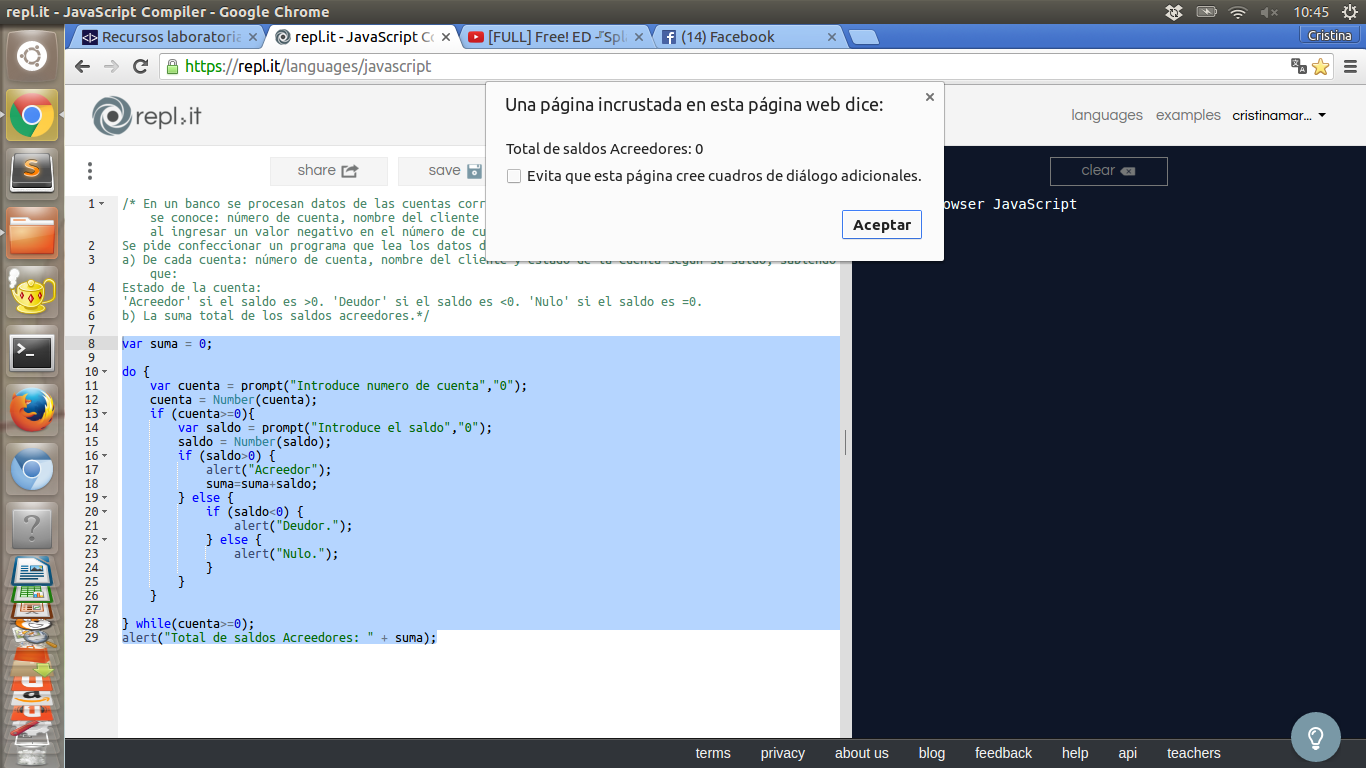 repl.it - JavaScript Compiler - Google Chrome
10:45
Recursos laboratoria
repl.it - JavaScript Co
[FULL] Free! ED -『Spl
(14) Facebook
Cristina
https://repl.it/languages/javascript
repl.it
languages
examples
cristinamar...
Una página incrustada en esta página web dice:
Total de saldos Acreedores: 0
Evita que esta página cree cuadros de diálogo adicionales.
Aceptar
share
save
clear
1 /* En un banco se procesan datos de las cuentas
se conoce: número de cuenta, nombre del cliente
al ingresar un valor negativo en el número de
2 Se pide confeccionar un programa que lea los datos
3 a) De cada cuenta: número de cuenta, nombre del cliente y estado de la cuenta según su saldo, sabiendo
que:
4 Estado de la cuenta:
5 'Acreedor' si el saldo es >0. 'Deudor' si el saldo es <0. 'Nulo' si el saldo es =0.
6 b) La suma total de los saldos acreedores.*/
7
8 var suma = 0;
9
10 do {
11 var cuenta = prompt("Introduce numero de cuenta","0");
12 cuenta = Number(cuenta);
13 if (cuenta>=0){
14 var saldo = prompt("Introduce el saldo","0");
15 saldo = Number(saldo);
16 if (saldo>0) {
17 alert("Acreedor");
18 suma=suma+saldo;
19 } else {
20 if (saldo<0) {
21 alert("Deudor.");
22 } else {
23 alert("Nulo.");
24 }
25 }
26 }
27
28 } while(cuenta>=0);
29 alert("Total de saldos Acreedores: " + suma);
owser JavaScript
terms
privacy
about us
blog
feedback
help
api
teachers